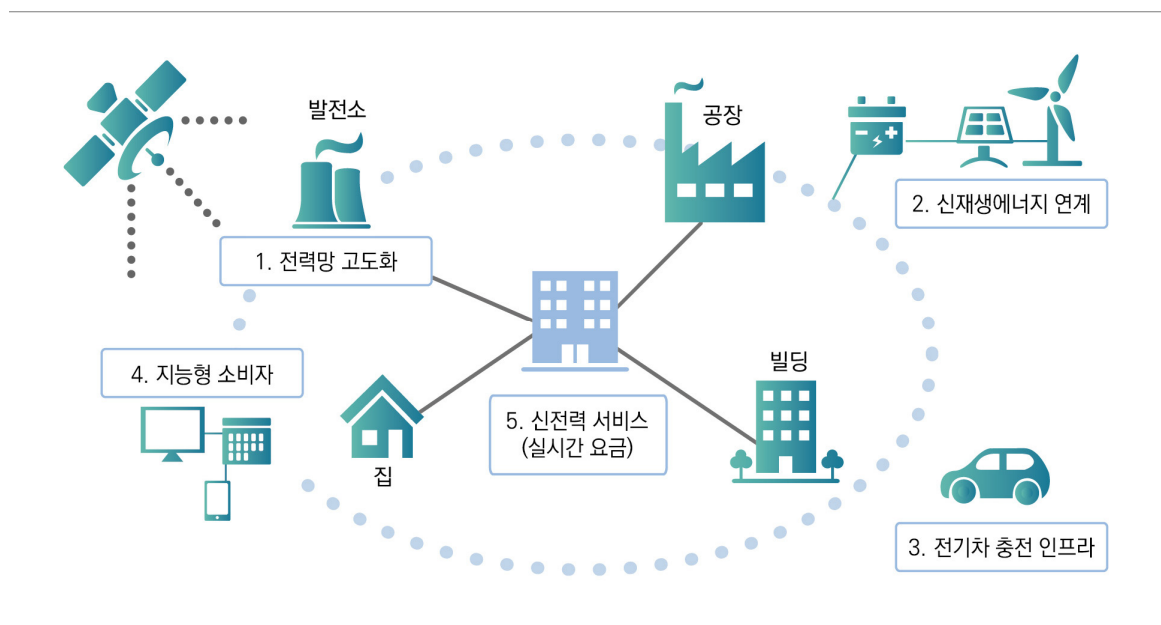 발전소
공장
1. 전력망 고도화
2. 신재생에너지 연계
4. 지능형 소비자
빌딩
집
5. 신전력 서비스
(실시간 요금)
3. 전기차 충전 인프라